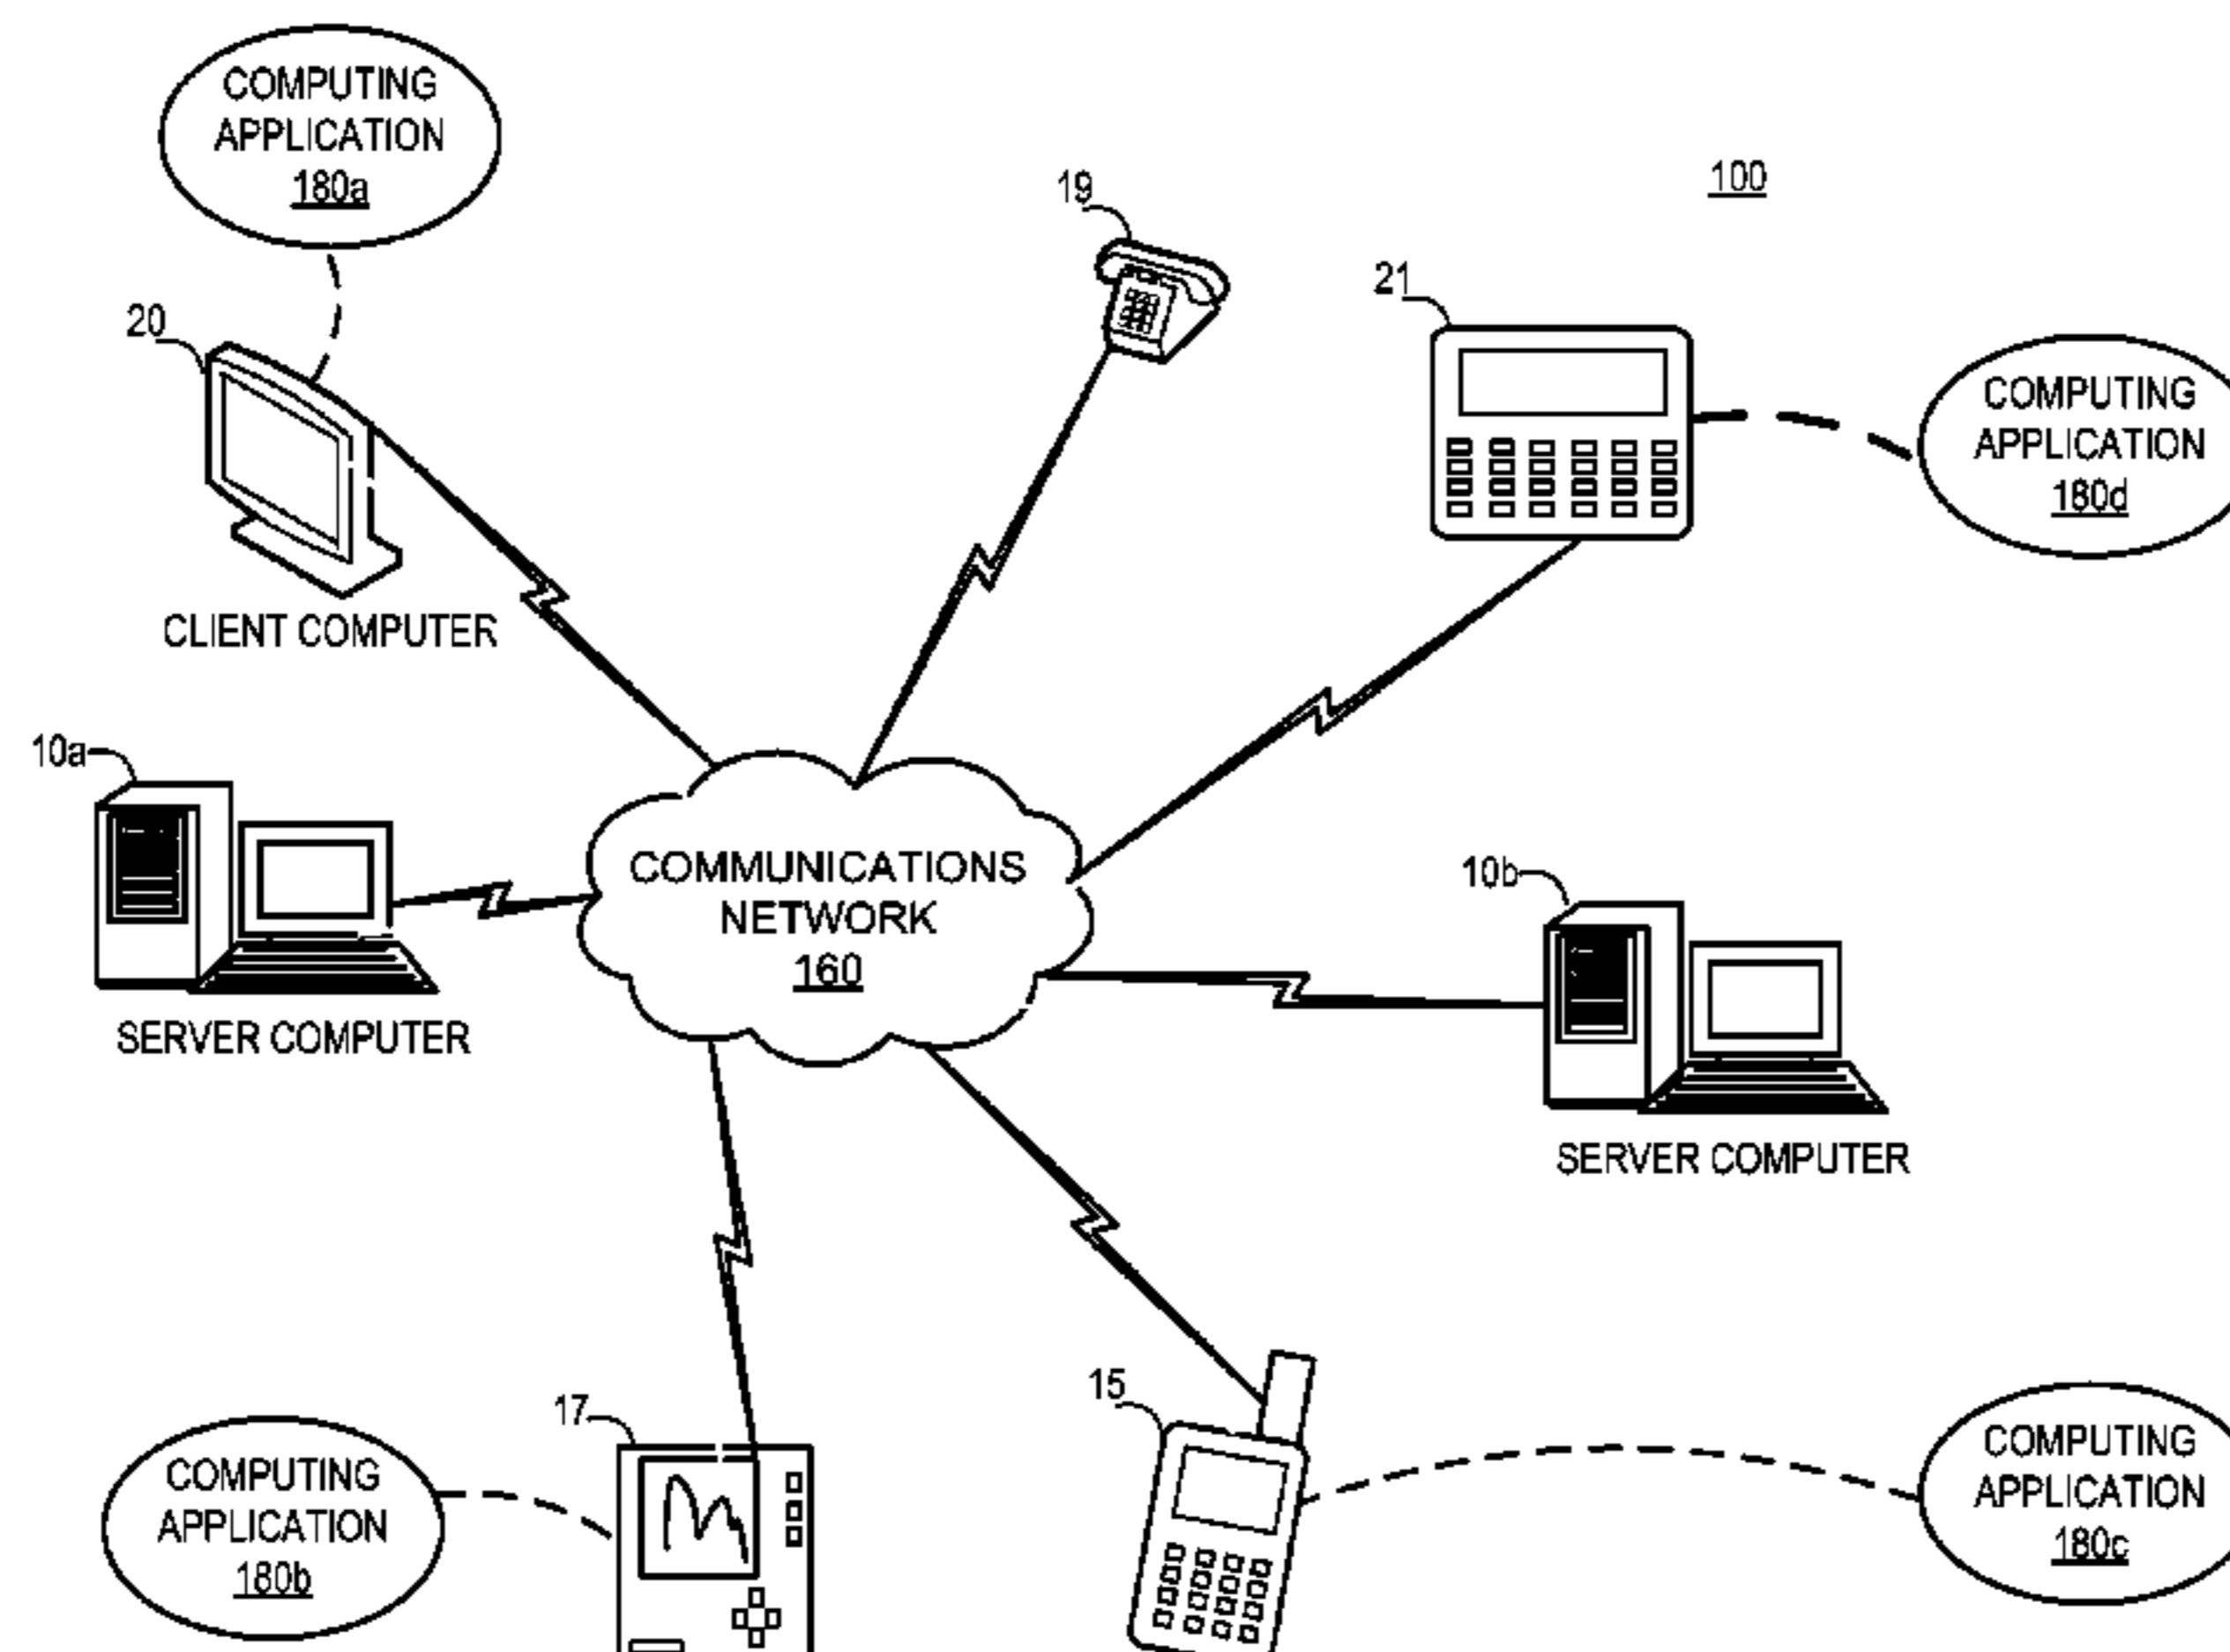 COMPUTING
APPLICATION
180a
19
100
20
21
COMPUTING
APPLICATION
180d
CLIENT COMPUTER
10a
COMMUNICATIONS
NETWORK
160
10b
SERVER COMPUTER
SERVER COMPUTER
17
15
COMPUTING
APPLICATION
180b
COMPUTING
APPLICATION
180c